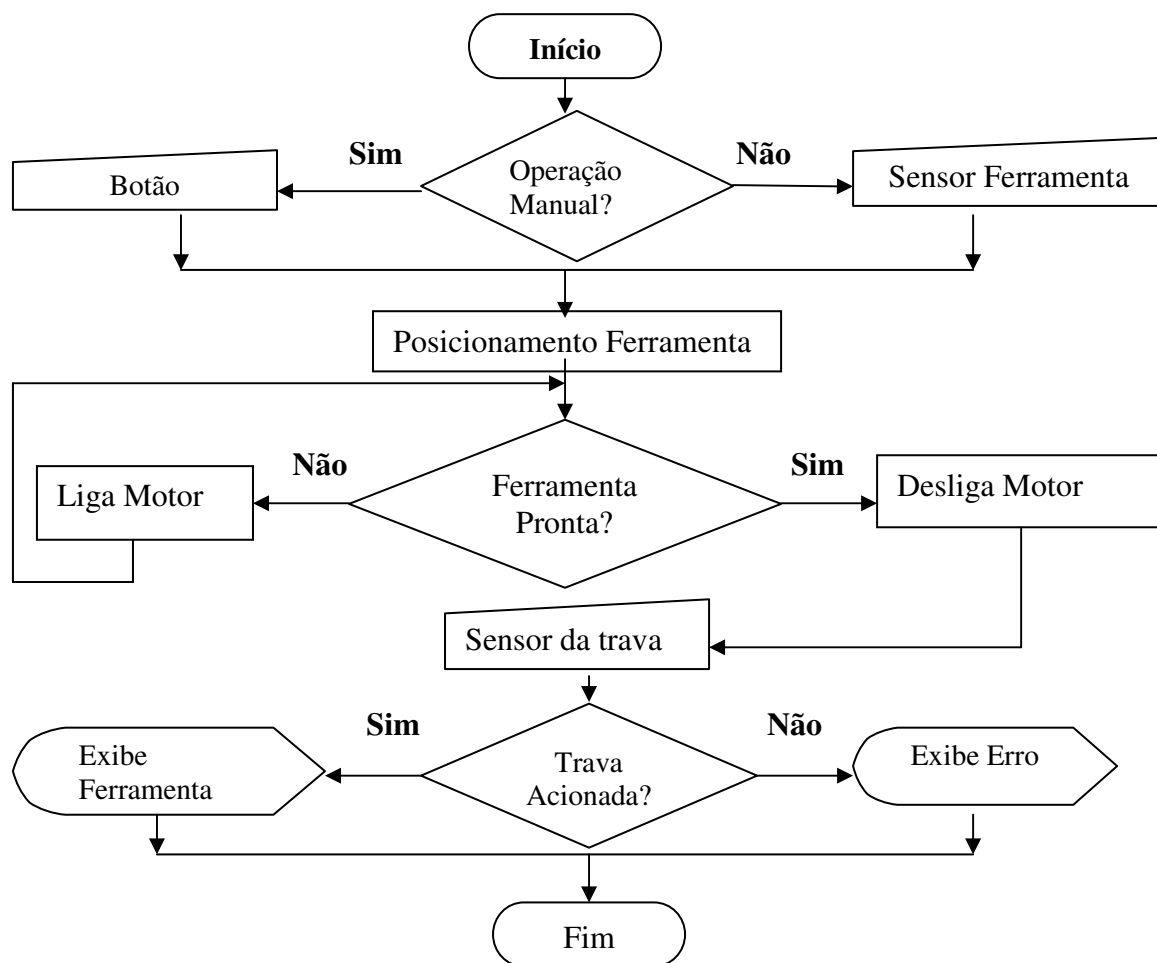 Início
Sim
Não
Botão
Operação
Manual?
Sensor Ferramenta
Posicionamento Ferramenta
Não
Sim
Liga Motor
Ferramenta
Pronta?
Desliga Motor
Sensor da trava
Sim
Não
Exibe
Ferramenta
Trava
Acionada?
Exibe Erro
Fim